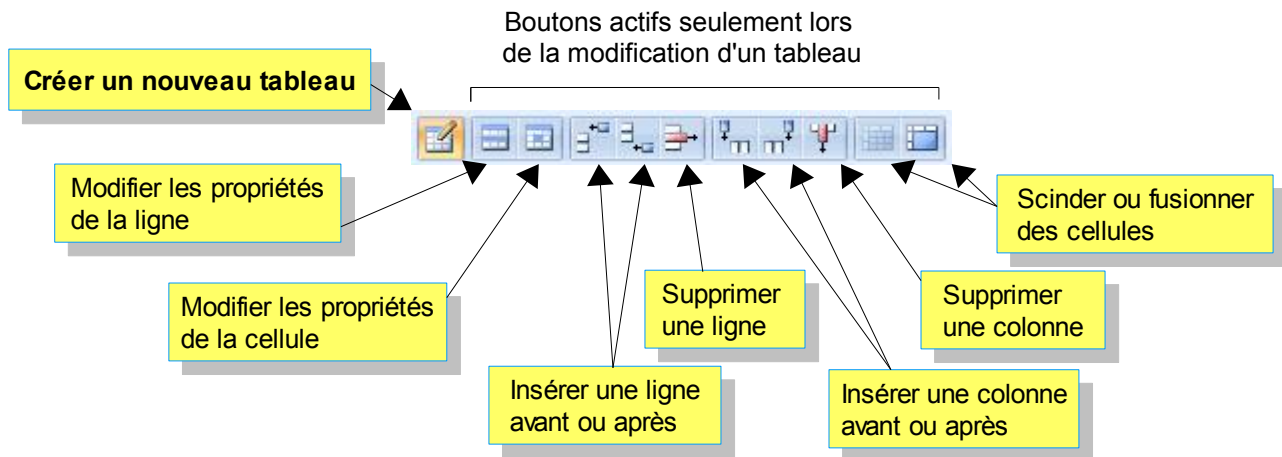 Boutons actifs seulement lors
de la modification d'un tableau
Créer un nouveau tableau
Modifier les propriétés
de la ligne
Scinder ou fusionner
des cellules
Modifier les propriétés
de la cellule
Supprimer
une ligne
Supprimer
une colonne
Insérer une ligne
avant ou après
Insérer une colonne
avant ou après